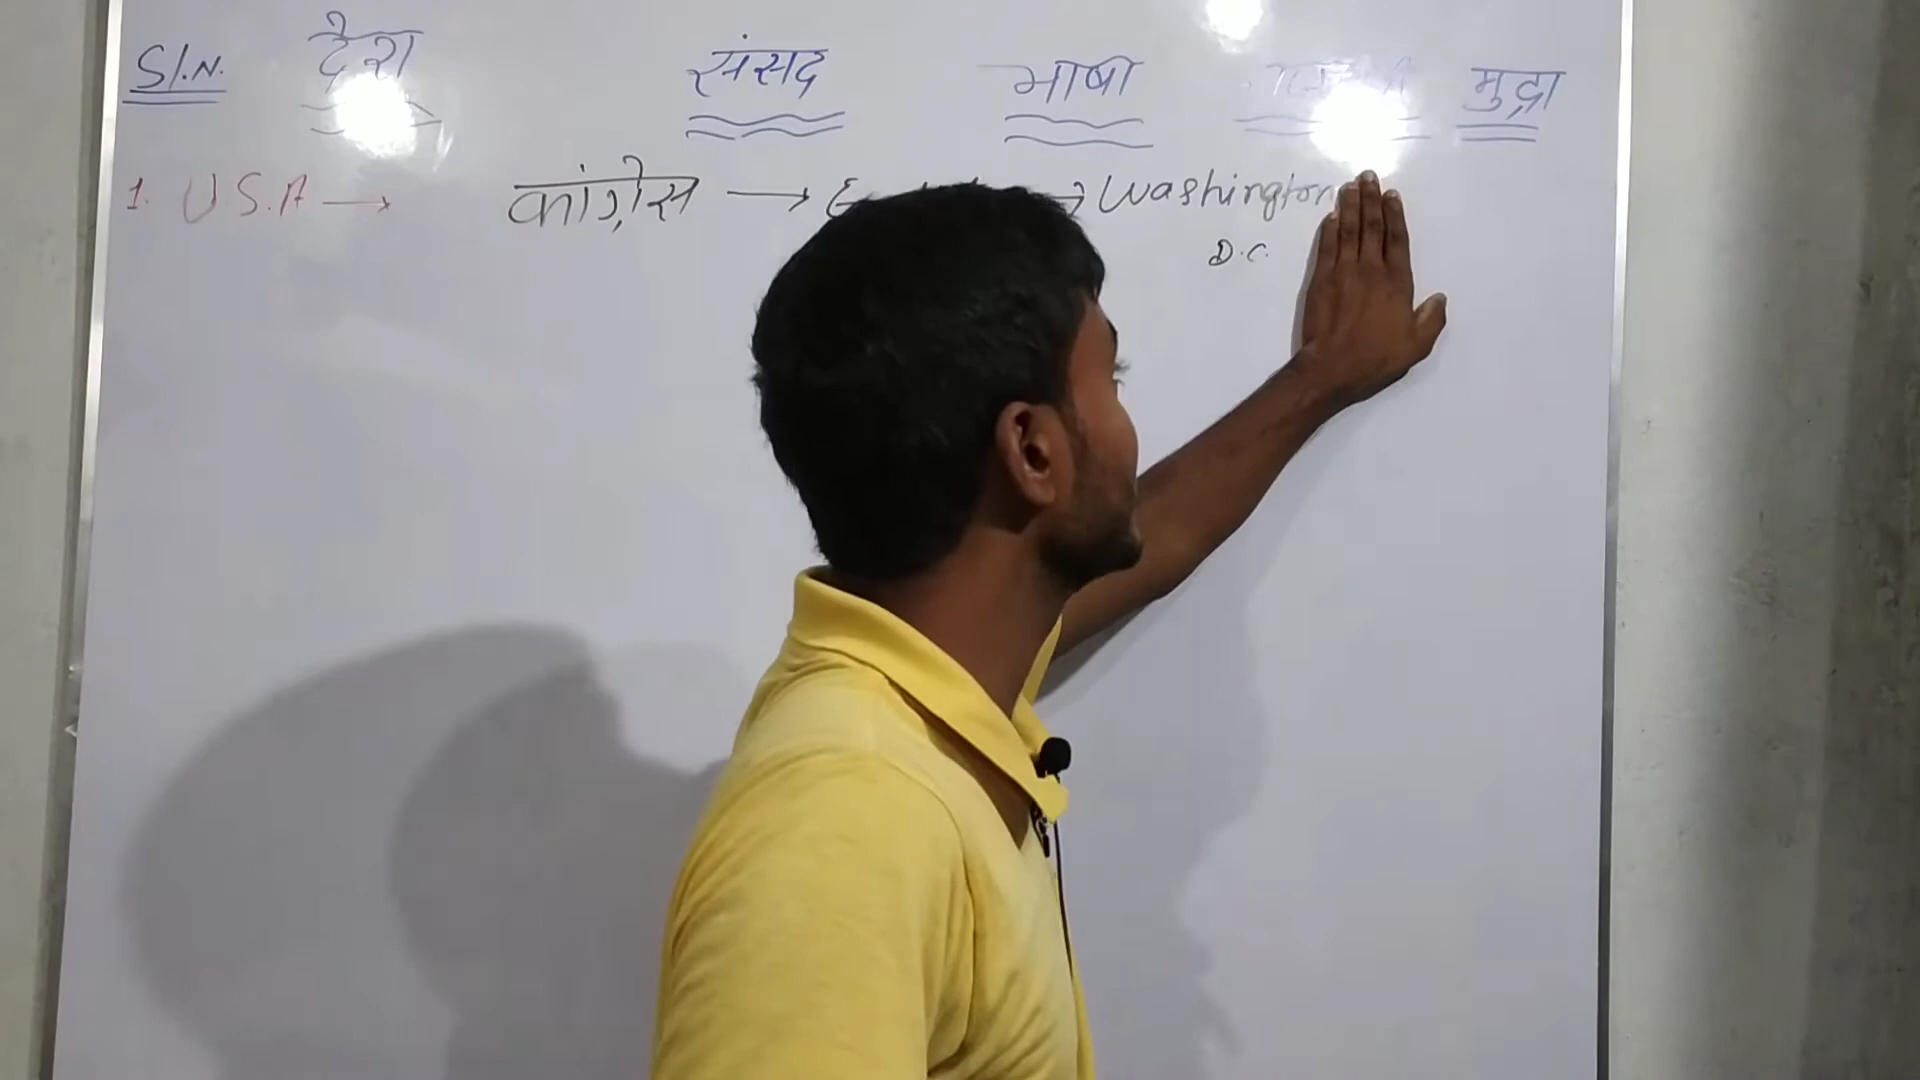 S/.N. देश संसद भाषा मुद्रा
1. U.S.A → कांग्रेस → → Washington
D.C.